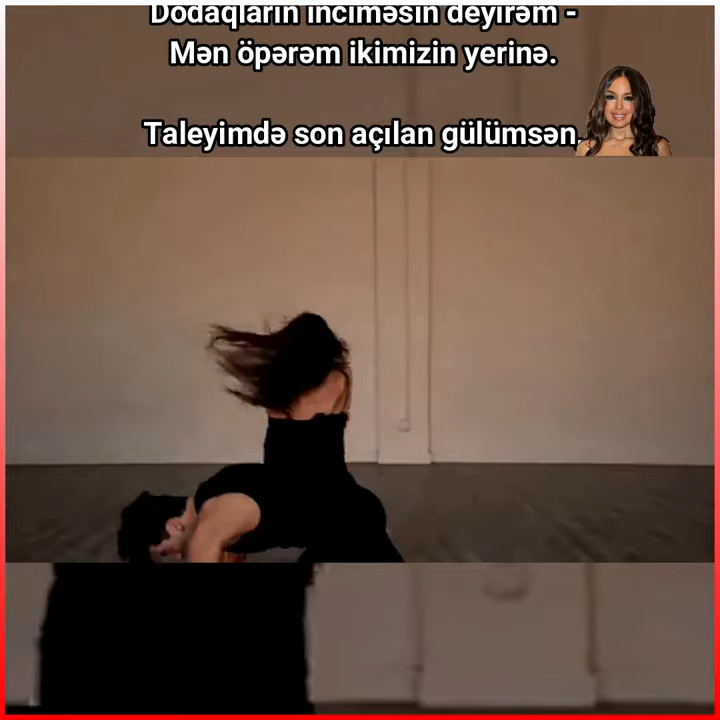 Dodaqların inciməsin deyirəm -
Mən öpərəm ikimizin yerinə.
Taleyimdə son açılan gülümsən.